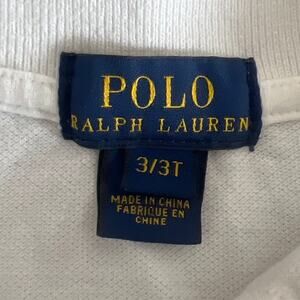 POLO
RALPH LAUREN
3/3T
MADE IN CHINA
FABRIQUE EN
CHINE